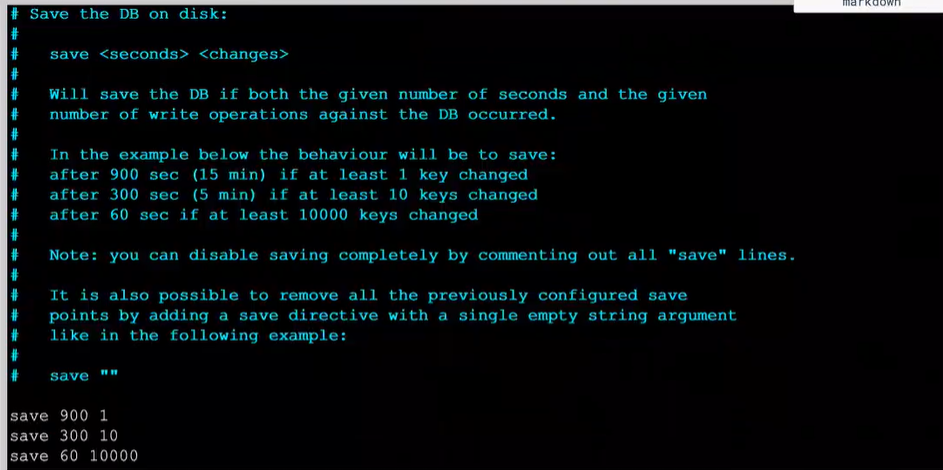 markdown
# Save the DB on disk:
#
#   save <seconds> <changes>
#
#   Will save the DB if both the given number of seconds and the given
#   number of write operations against the DB occurred.
#
#   In the example below the behaviour will be to save:
#   after 900 sec (15 min) if at least 1 key changed
#   after 300 sec (5 min) if at least 10 keys changed
#   after 60 sec if at least 10000 keys changed
#
#   Note: you can disable saving completely by commenting out all "save" lines.
#
#   It is also possible to remove all the previously configured save
#   points by adding a save directive with a single empty string argument
#   like in the following example:
#
#   save ""
save 900 1
save 300 10
save 60 10000